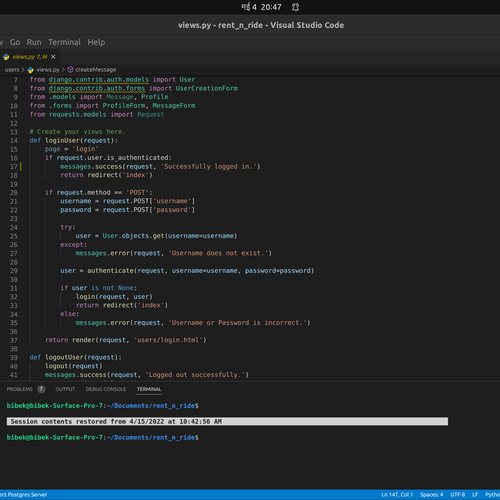 मई 4 20:47
views.py - rent_n_ride - Visual Studio Code
w Go Run Terminal Help
views.py 7, M
users > views.py > createMessage
7 from django.contrib.auth.models import User
8 from django.contrib.auth.forms import UserCreationForm
9 from .models import Message, Profile
10 from .forms import ProfileForm, MessageForm
11 from requests.models import Request
12
13 # Create your views here.
14 def loginUser(request):
15 page = 'login'
16 if request.user.is_authenticated:
17 messages.success(request, 'Successfully logged in.')
18 return redirect('index')
19
20 if request.method == 'POST':
21 username = request.POST['username']
22 password = request.POST['password']
23
24 try:
25 user = User.objects.get(username=username)
26 except:
27 messages.error(request, 'Username does not exist.')
28
29 user = authenticate(request, username=username, password=password)
30
31 if user is not None:
32 login(request, user)
33 return redirect('index')
34 else:
35 messages.error(request, 'Username or Password is incorrect.')
36
37 return render(request, 'users/login.html')
38
39 def logoutUser(request):
40 logout(request)
41 messages.success(request, 'Logged out successfully.')
PROBLEMS 7 OUTPUT DEBUG CONSOLE TERMINAL
bibek@bibek-Surface-Pro-7:~/Documents/rent_n_ride$
Session contents restored from 4/15/2022 at 10:42:56 AM
bibek@bibek-Surface-Pro-7:~/Documents/rent_n_ride$
ect Postgres Server Ln 147, Col 1 Spaces: 4 UTF-8 LF Pytho